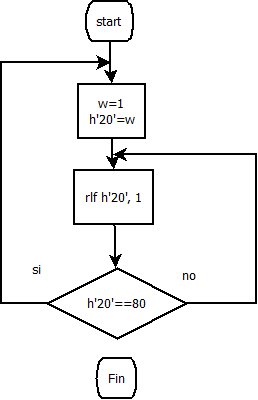 start
w=1
h'20'=w
rlf h'20', 1
si
no
h'20'==80
Fin